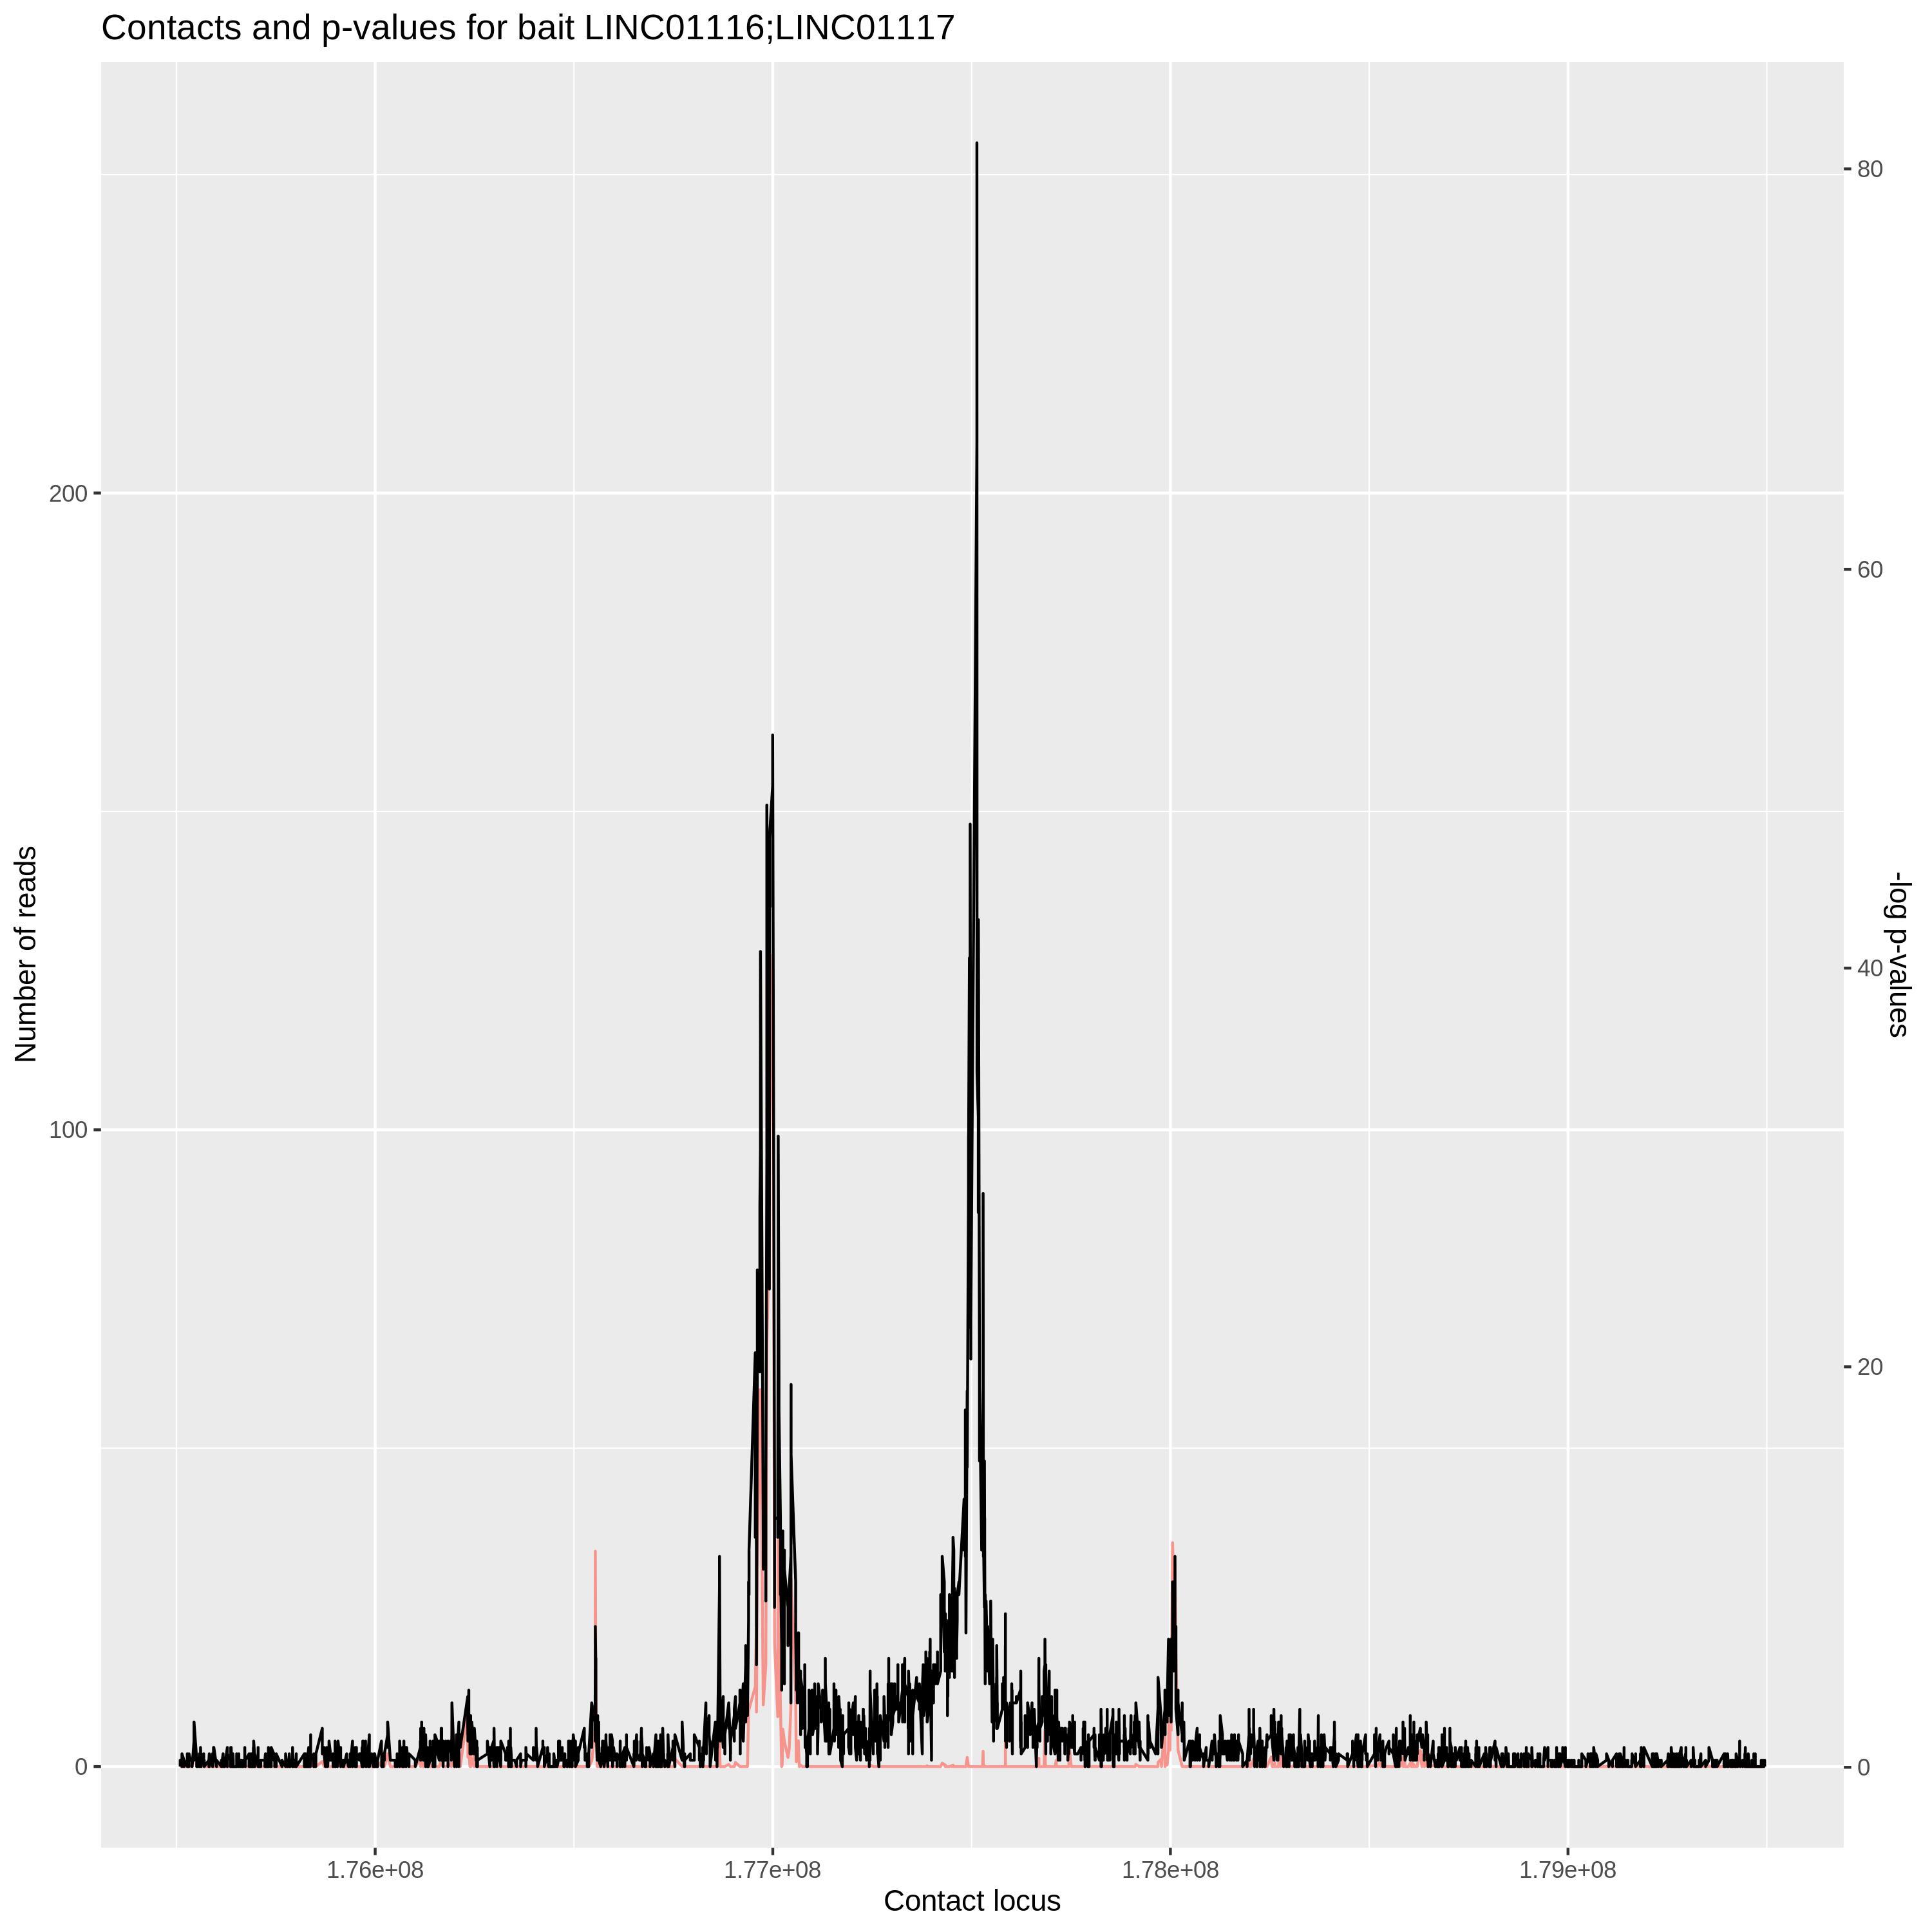 Contacts and p-values for bait LINC01116;LINC01117
Number of reads
200
100
0
80
60
40
20
0
-log p-values
1.76e+08
1.77e+08
1.78e+08
1.79e+08
Contact locus